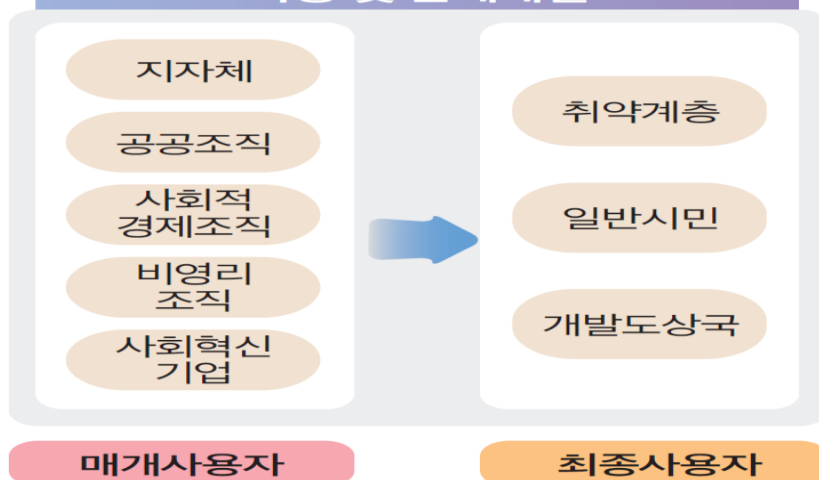 지자체
공공조직
사회적
경제조직
비영리
조직
사회혁신
기업
취약계층
일반시민
개발도상국
매개사용자
최종사용자